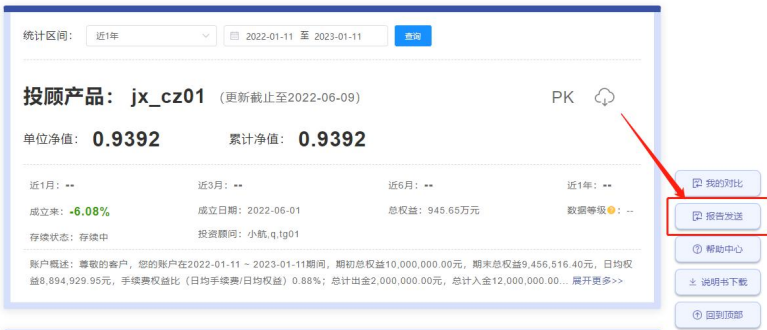 统计区间： 近1年 2022-01-11 至 2023-01-11 查询
投顾产品： jx_cz01 （更新截止至2022-06-09） PK
单位净值： 0.9392 累计净值： 0.9392
近1月：-- 近3月：-- 近6月：-- 近1年：--
成立来：-6.08% 成立日期：2022-06-01 总权益：945.65万元 数据等级?：--
存续状态：存续中 投资顾问：小航,q,tg01
账户概述：尊敬的客户，您的账户在2022-01-11 ~ 2023-01-11期间，期初总权益10,000,000.00元，期末总权益9,456,516.40元，日均权
益8,894,929.95元，手续费权益比（日均手续费/日均权益）0.88%；总计出金2,000,000.00元，总计入金12,000,000.00... 展开更多>>
我的对比
报告发送
帮助中心
说明书下载
回到顶部